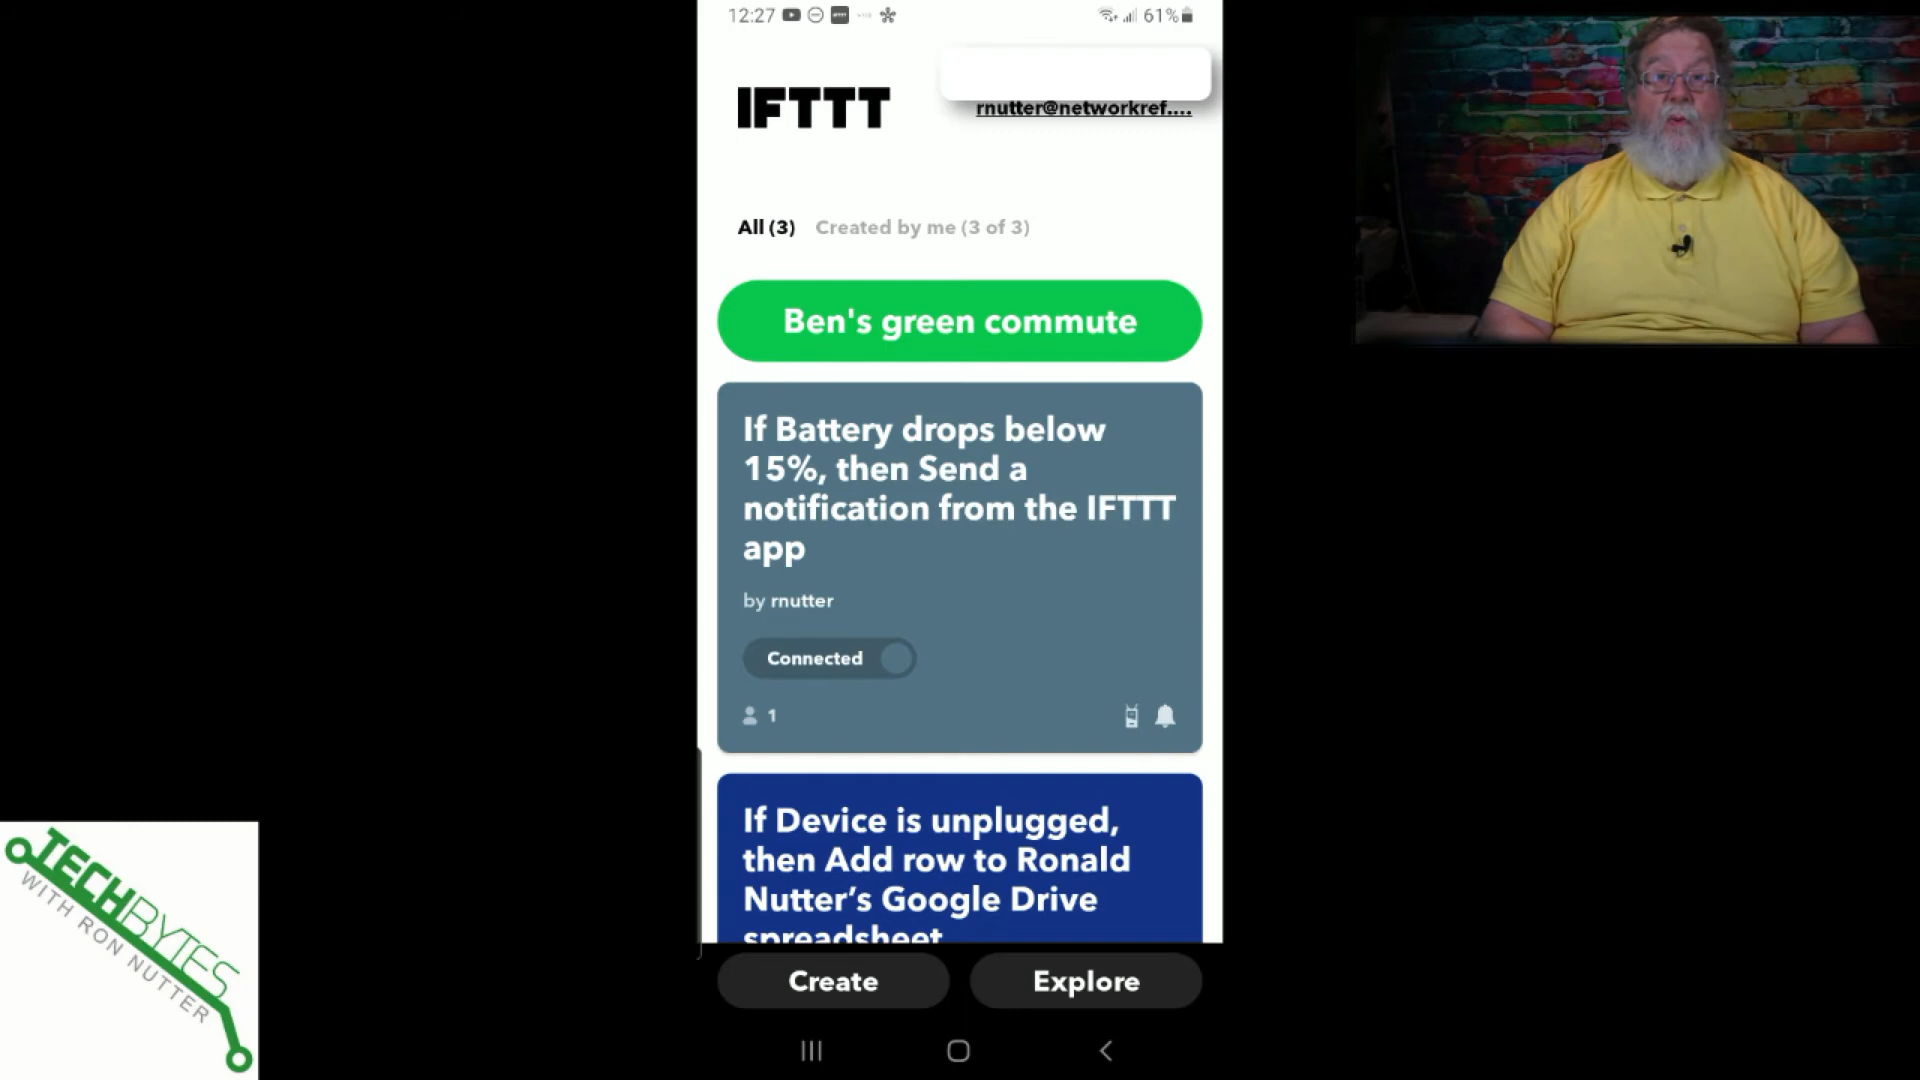 12:27
61%
IFTTT
rnutter@networkref....
All (3) Created by me (3 of 3)
Ben's green commute
If Battery drops below
15%, then Send a
notification from the IFTTT
app
by rnutter
Connected
1
If Device is unplugged,
then Add row to Ronald
Nutter’s Google Drive
spreadsheet
Create
Explore
TECHBYTES
WITH RON NUTTER